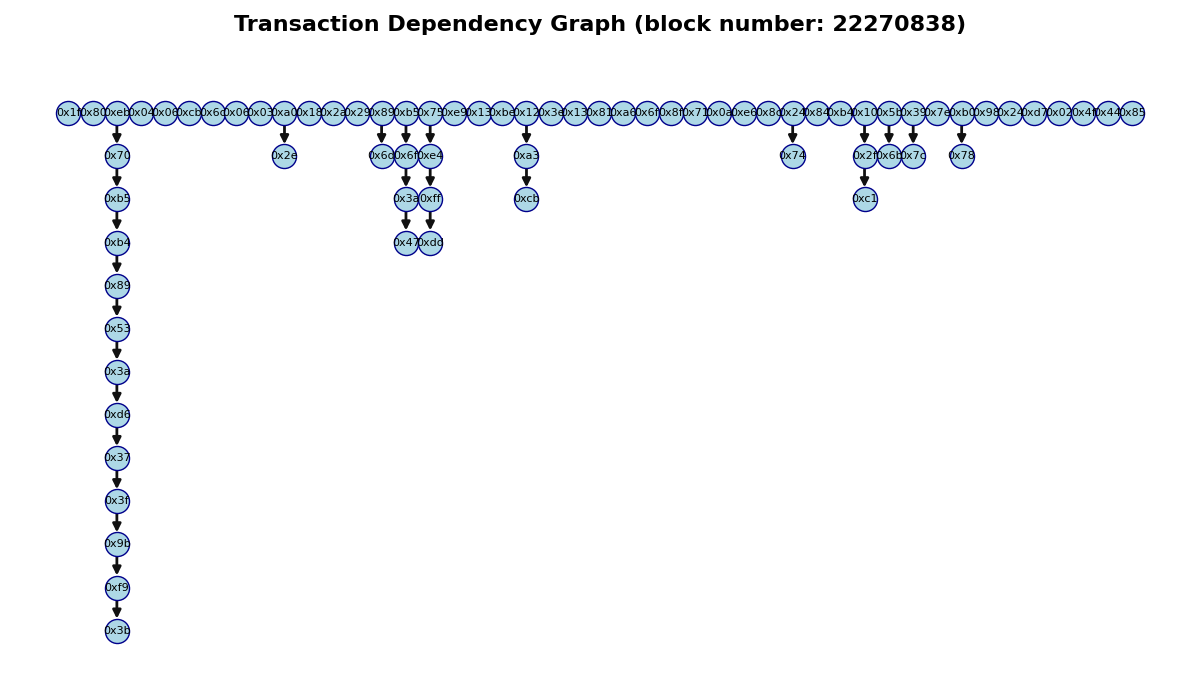 Transaction Dependency Graph (block number: 22270838)
0x1f 0x80 0xeb 0x04 0x06 0xcb 0x6c 0x06 0x03 0xa0 0x18 0x2a 0x29 0x89 0xb5 0x75 0xe9 0x13 0xbe 0x12 0x3e 0x13 0x81 0xa6 0x6f 0x8f 0x71 0x0a 0xe6 0x8c 0x24 0x84 0xb4 0x10 0x5b 0x39 0x7e 0xb0 0x98 0x24 0xd7 0x02 0x4f 0x44 0x85
0x70 0x2e 0x6d 0x6f 0xe4 0xa3 0x74 0x2f 0x6b 0x7c 0x78
0xb5 0x3a 0xff 0xcb 0xc1
0xb4 0x47 0xdd
0x89
0x53
0x3a
0xd6
0x37
0x3f
0x9b
0xf9
0x3b